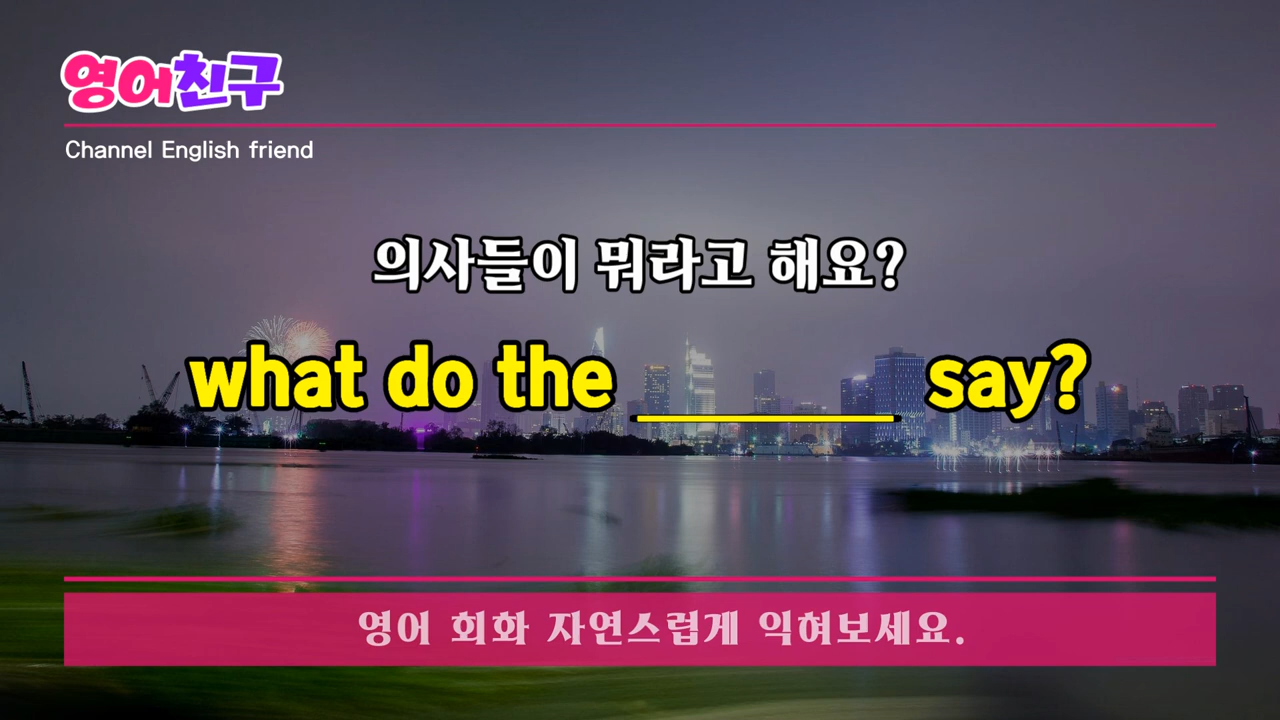 영어친구
Channel English friend
의사들이 뭐라고 해요?
what do the ________ say?
영어 회화 자연스럽게 익혀보세요.